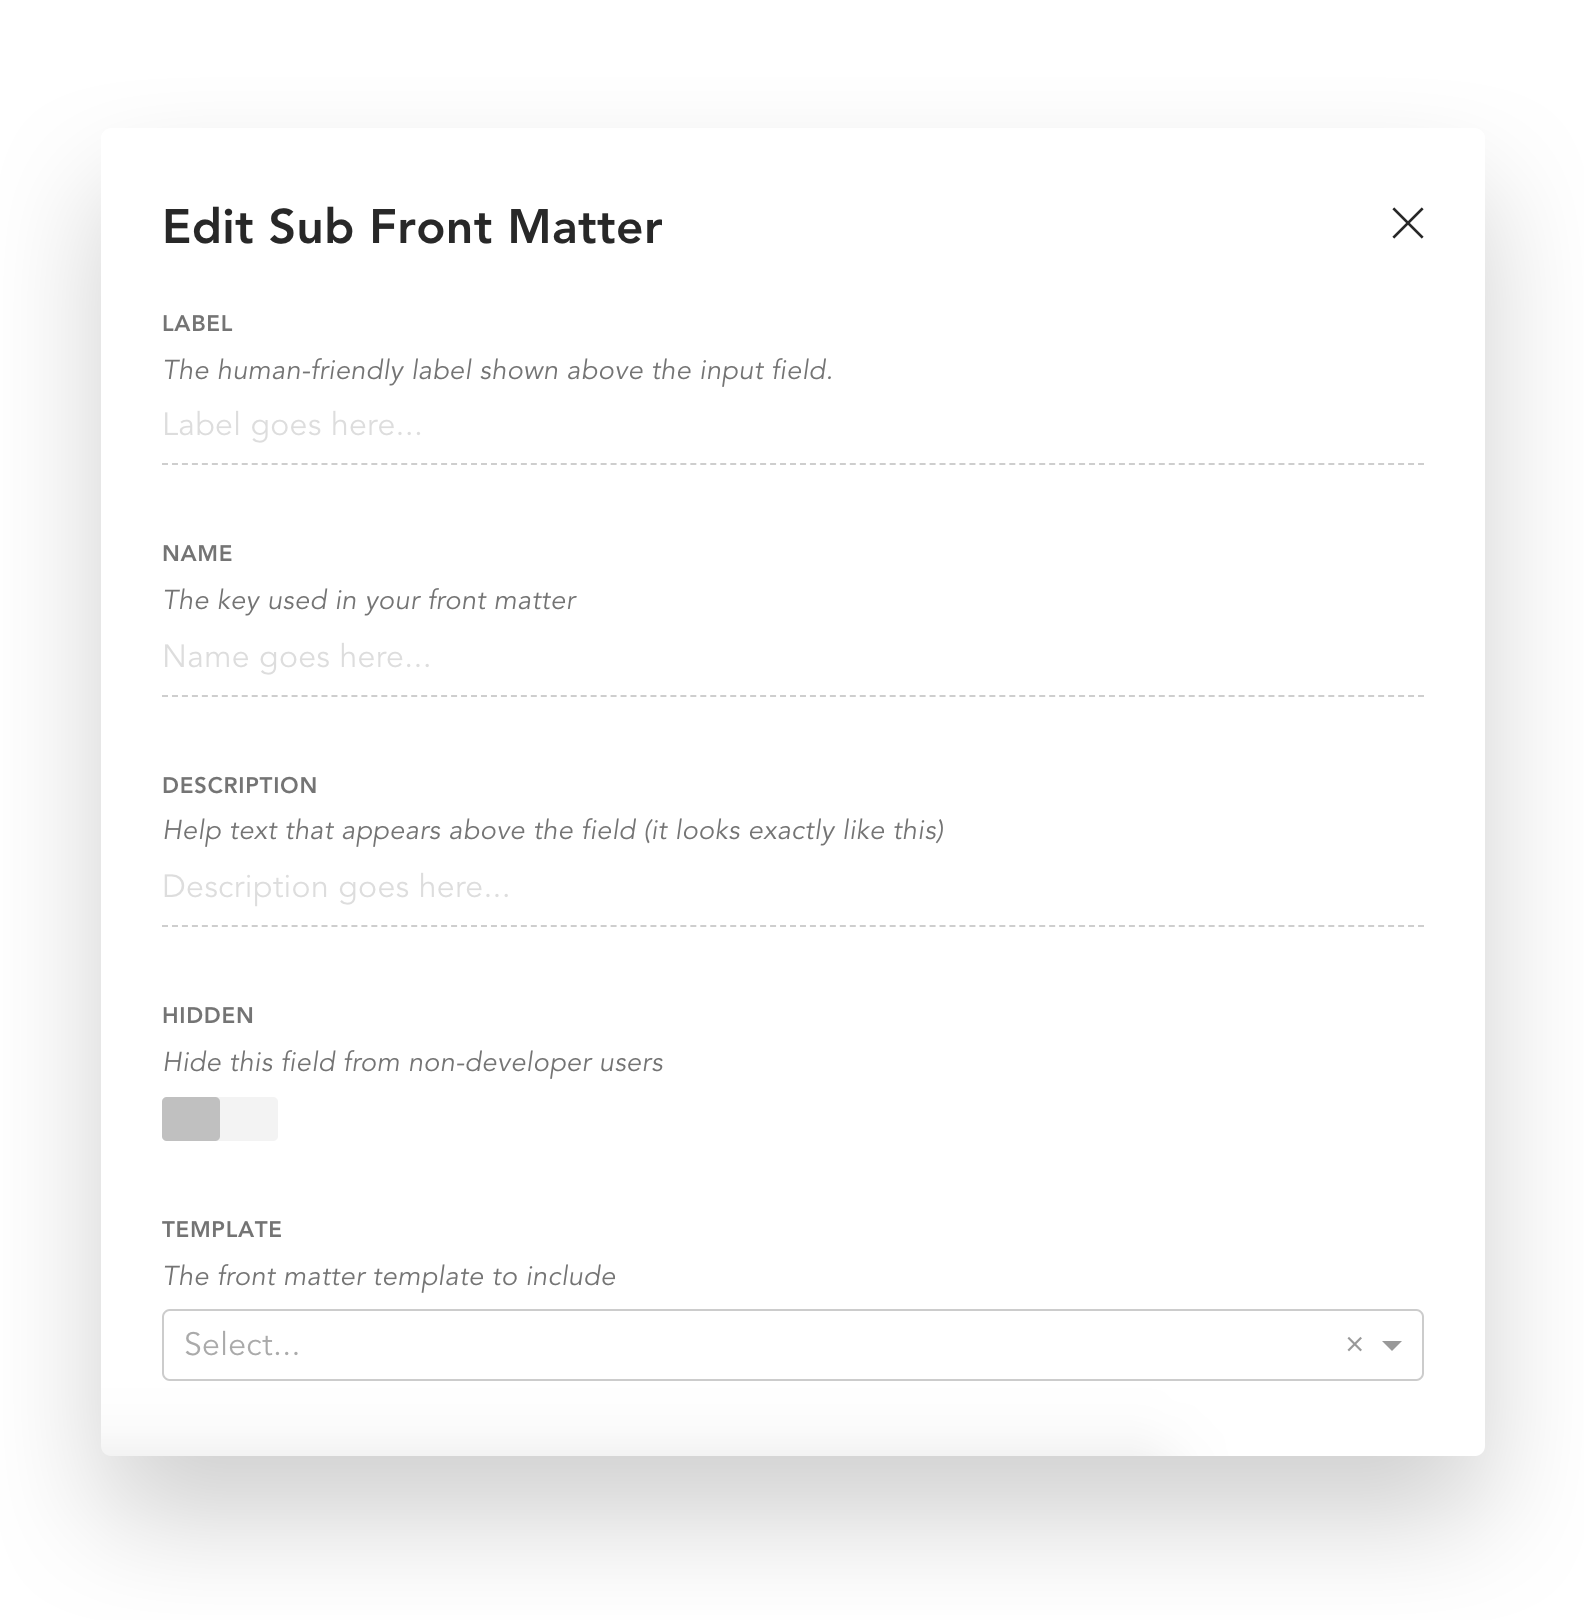 Edit Sub Front Matter
LABEL
The human-friendly label shown above the input field.
Label goes here...
NAME
The key used in your front matter
Name goes here...
DESCRIPTION
Help text that appears above the field (it looks exactly like this)
Description goes here...
HIDDEN
Hide this field from non-developer users
TEMPLATE
The front matter template to include
Select...